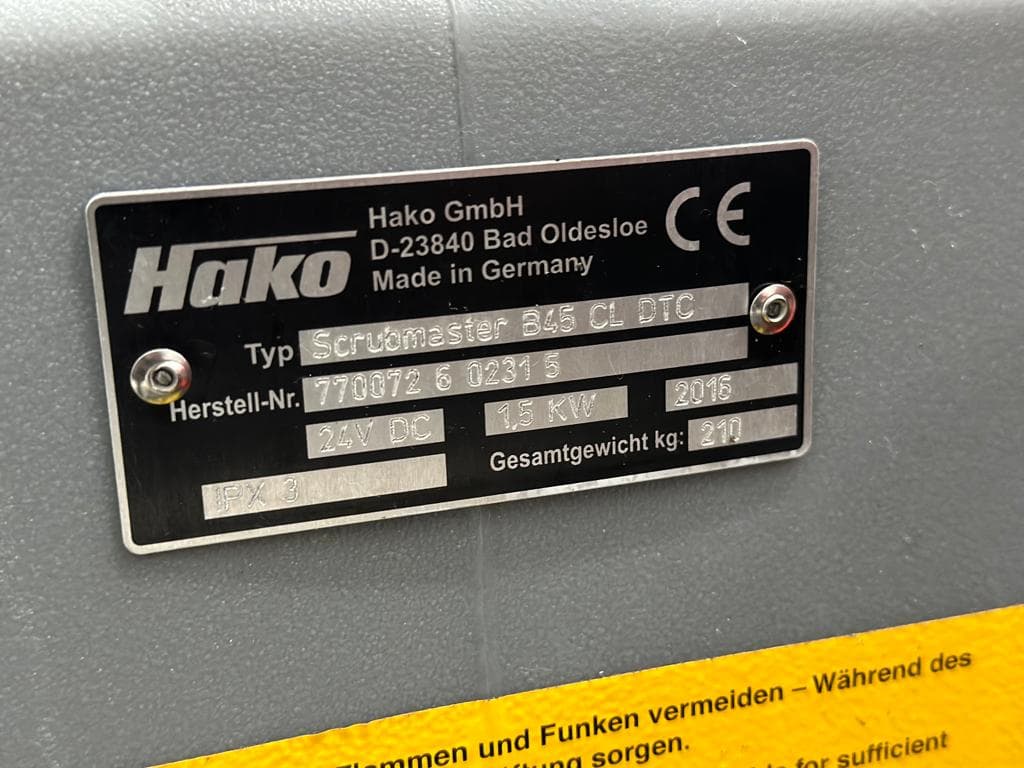 Hako
Hako GmbH
D-23840 Bad Oldesloe
Made in Germany
CE
Typ Scrubmaster B45 CL DTC
Herstell-Nr. 770072 6 0231 5
24V DC 1,5 KW 2016
Gesamtgewicht kg: 210
IPX 3
und Funken vermeiden – Während des
sorgen.
for sufficient